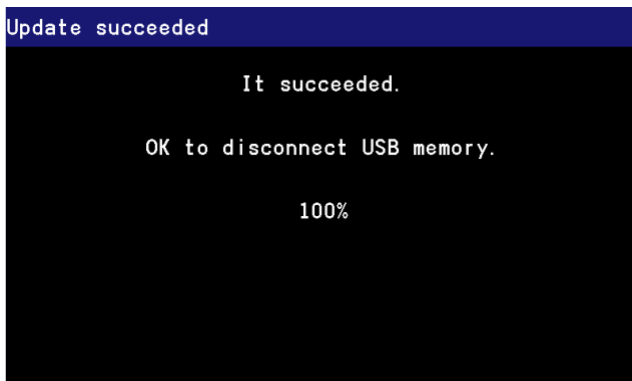 Update succeeded
It succeeded.
OK to disconnect USB memory.
100%